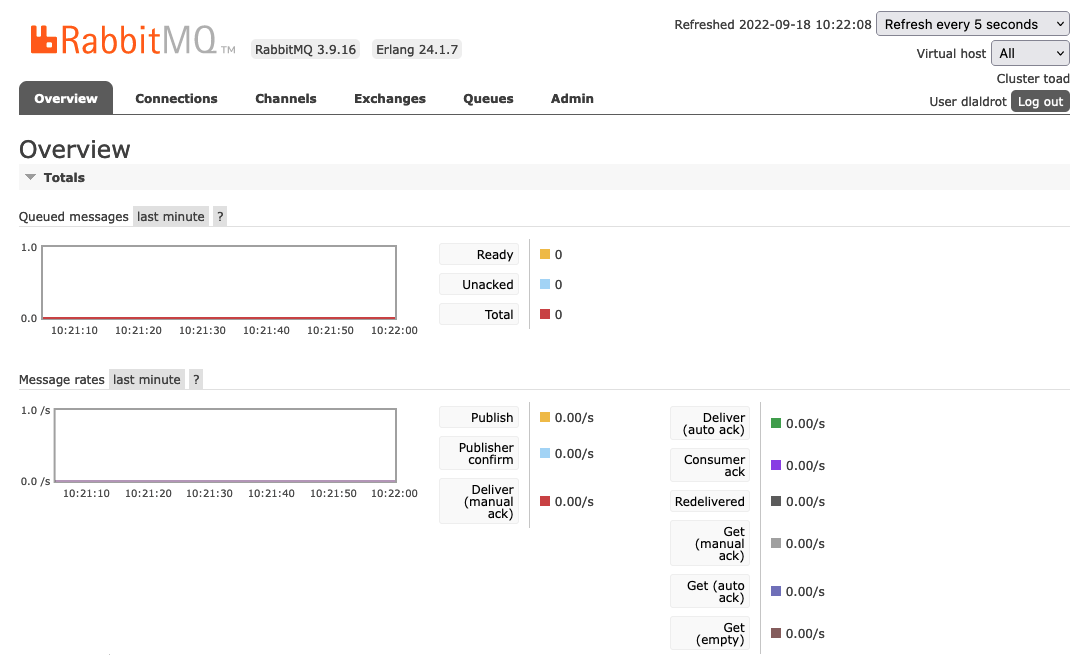 RabbitMQ TM RabbitMQ 3.9.16 Erlang 24.1.7
Refreshed 2022-09-18 10:22:08 Refresh every 5 seconds
Virtual host All
Cluster toad
User dlaldrot Log out
Overview Connections Channels Exchanges Queues Admin
Overview
Totals
Queued messages last minute ?
1.0
0.0
10:21:10 10:21:20 10:21:30 10:21:40 10:21:50 10:22:00
Ready 0
Unacked 0
Total 0
Message rates last minute ?
1.0 /s
0.0 /s
10:21:10 10:21:20 10:21:30 10:21:40 10:21:50 10:22:00
Publish 0.00/s
Publisher
confirm 0.00/s
Deliver
(manual
ack) 0.00/s
Deliver
(auto ack) 0.00/s
Consumer
ack 0.00/s
Redelivered 0.00/s
Get
(manual
ack) 0.00/s
Get (auto
ack) 0.00/s
Get
(empty) 0.00/s